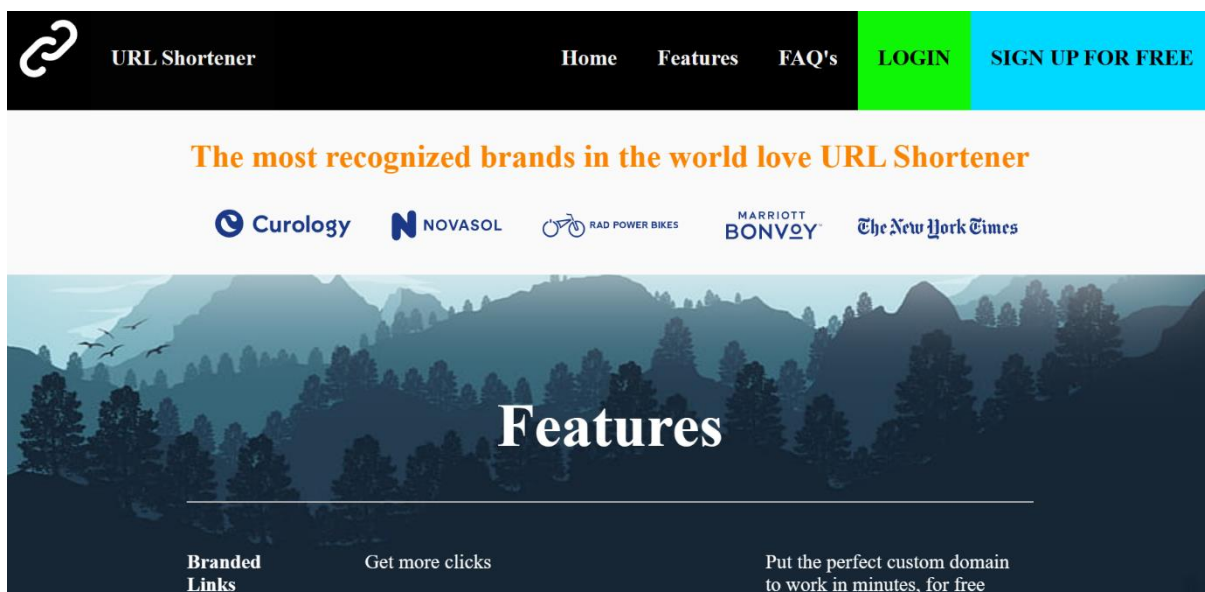 URL Shortener Home Features FAQ's LOGIN SIGN UP FOR FREE
The most recognized brands in the world love URL Shortener
Curology NOVASOL RAD POWER BIKES MARRIOTT BONVOY™ The New York Times
Features
Branded Links
Get more clicks
Put the perfect custom domain
to work in minutes, for free